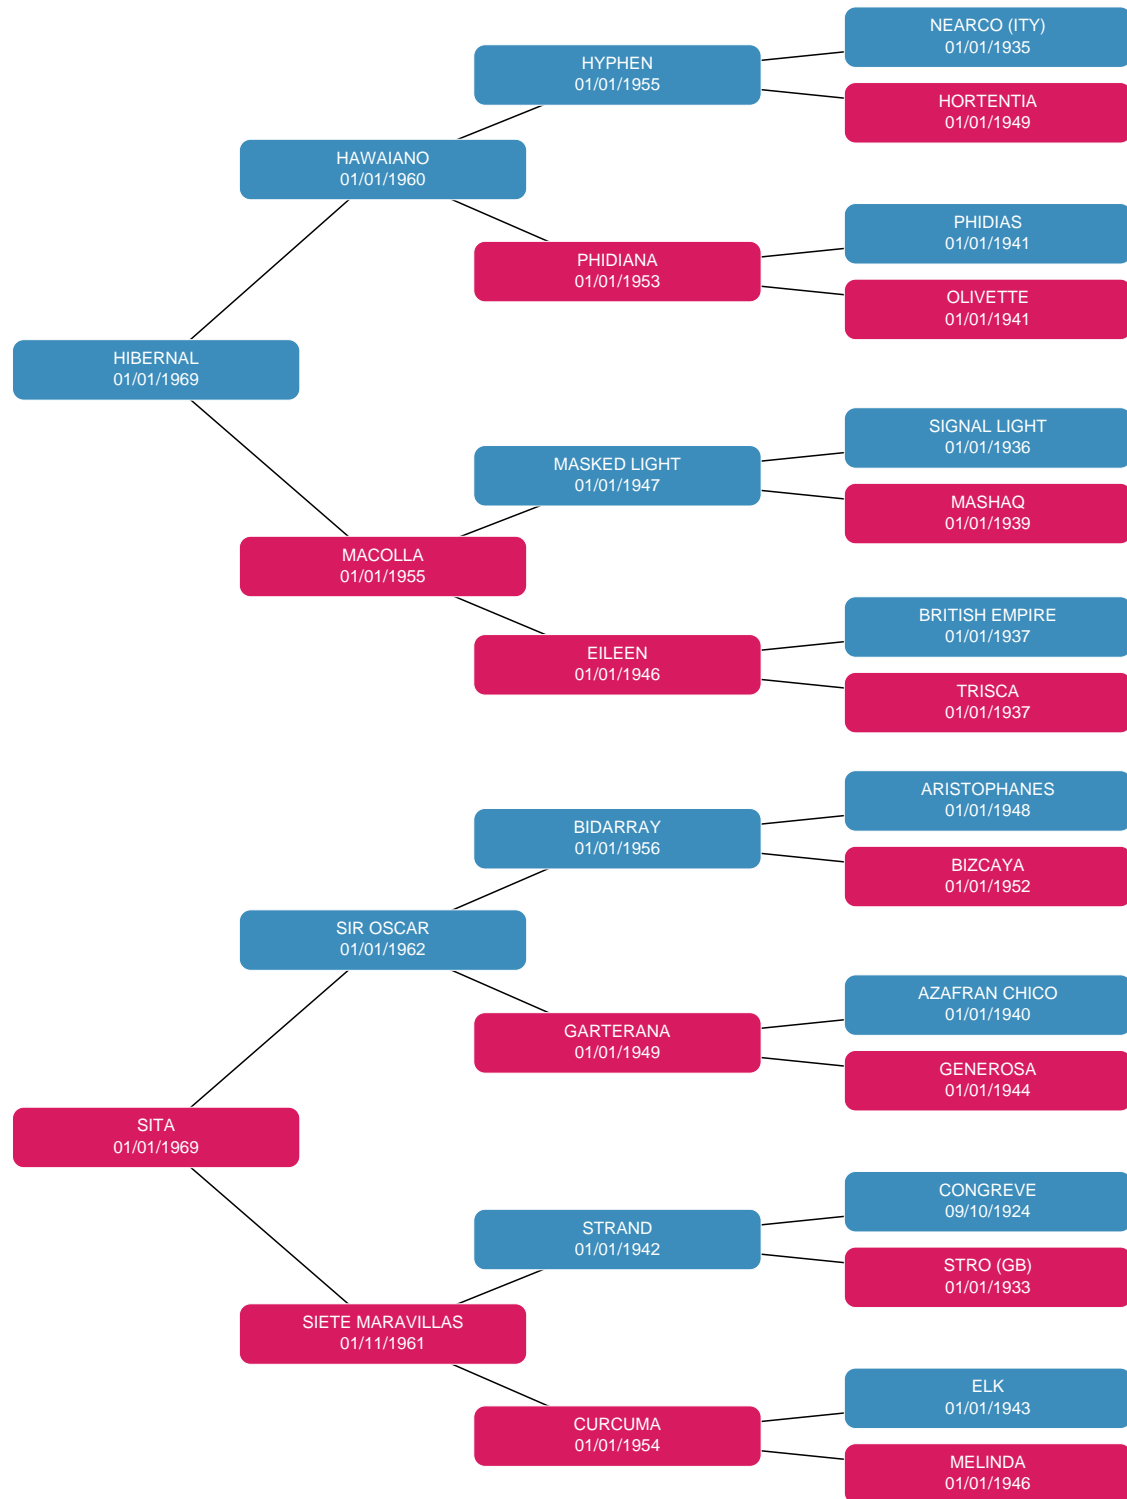 NEARCO (ITY)
01/01/1935
HYPHEN
01/01/1955
HORTENTIA
01/01/1949
HAWAIANO
01/01/1960
PHIDIAS
01/01/1941
PHIDIANA
01/01/1953
OLIVETTE
01/01/1941
HIBERNAL
01/01/1969
SIGNAL LIGHT
01/01/1936
MASKED LIGHT
01/01/1947
MASHAQ
01/01/1939
MACOLLA
01/01/1955
BRITISH EMPIRE
01/01/1937
EILEEN
01/01/1946
TRISCA
01/01/1937
ARISTOPHANES
01/01/1948
BIDARRAY
01/01/1956
BIZCAYA
01/01/1952
SIR OSCAR
01/01/1962
AZAFRAN CHICO
01/01/1940
GARTERANA
01/01/1949
GENEROSA
01/01/1944
SITA
01/01/1969
CONGREVE
09/10/1924
STRAND
01/01/1942
STRO (GB)
01/01/1933
SIETE MARAVILLAS
01/11/1961
ELK
01/01/1943
CURCUMA
01/01/1954
MELINDA
01/01/1946